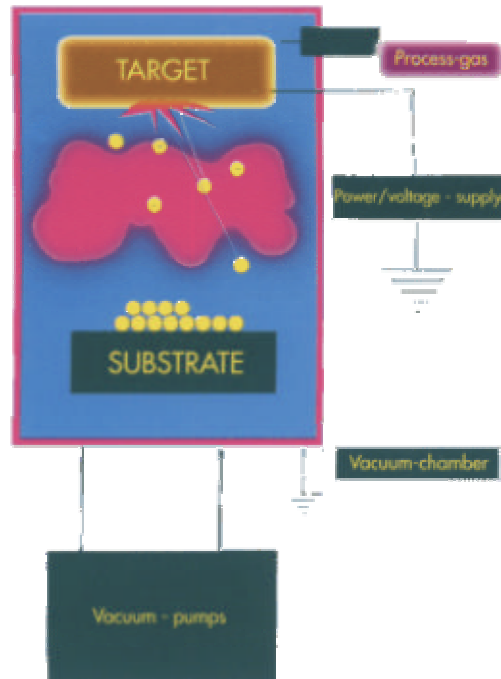 TARGET
Process-gas
Power/voltage - supply
SUBSTRATE
Vacuum-chamber
Vacuum - pumps